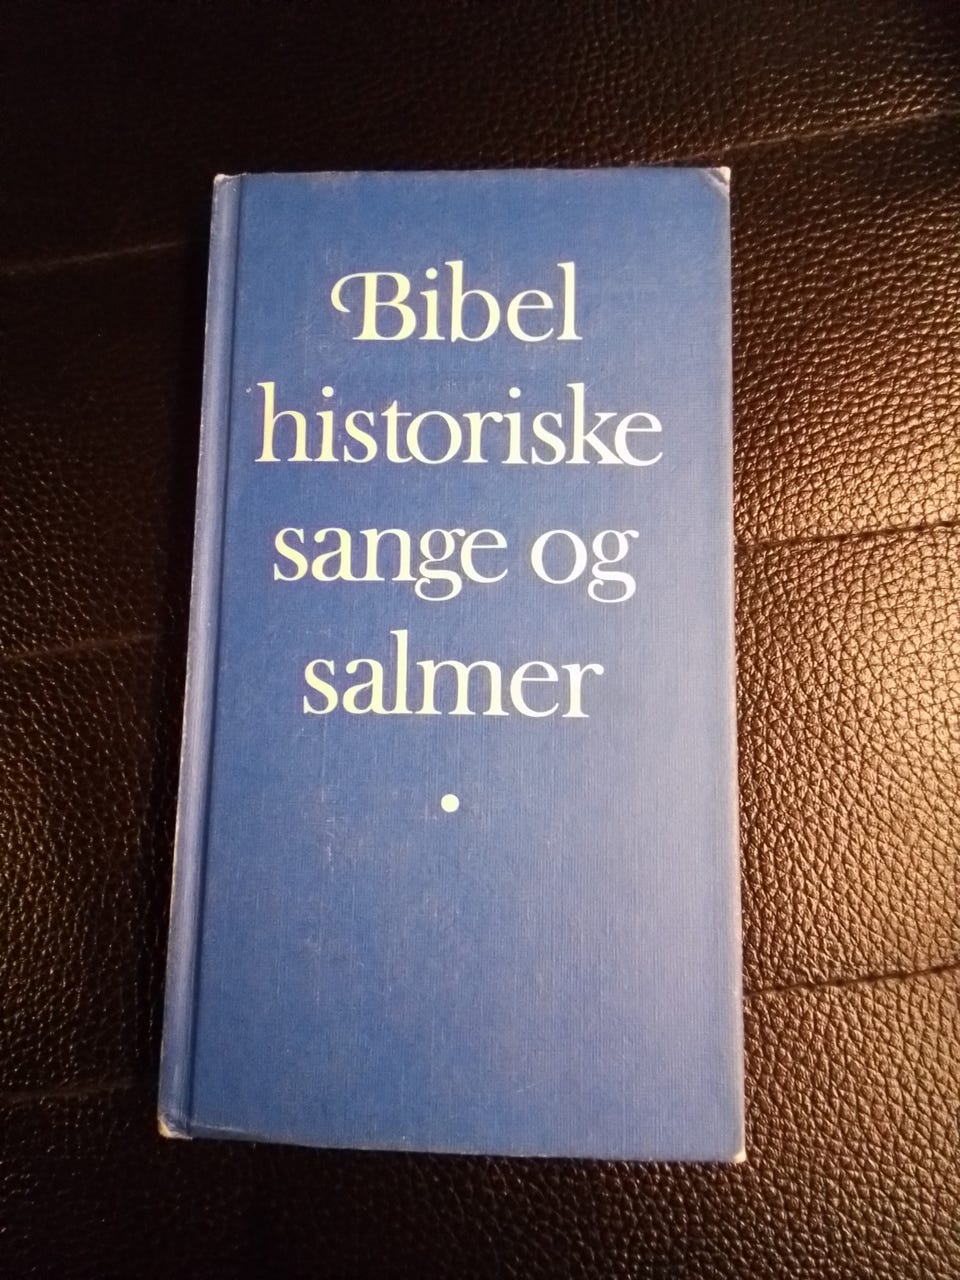 Bibel
historiske
sange og
salmer